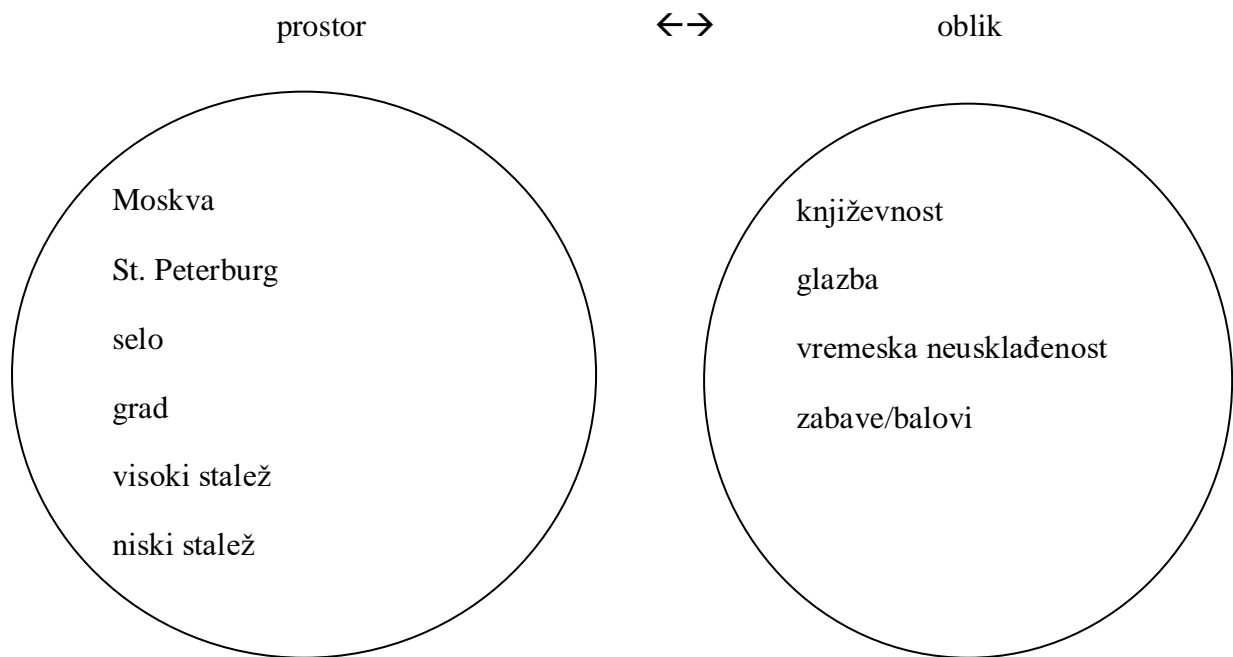 prostor ←→ oblik
Moskva
St. Peterburg
selo
grad
visoki stalež
niski stalež
književnost
glazba
vremeska neusklađenost
zabave/balovi